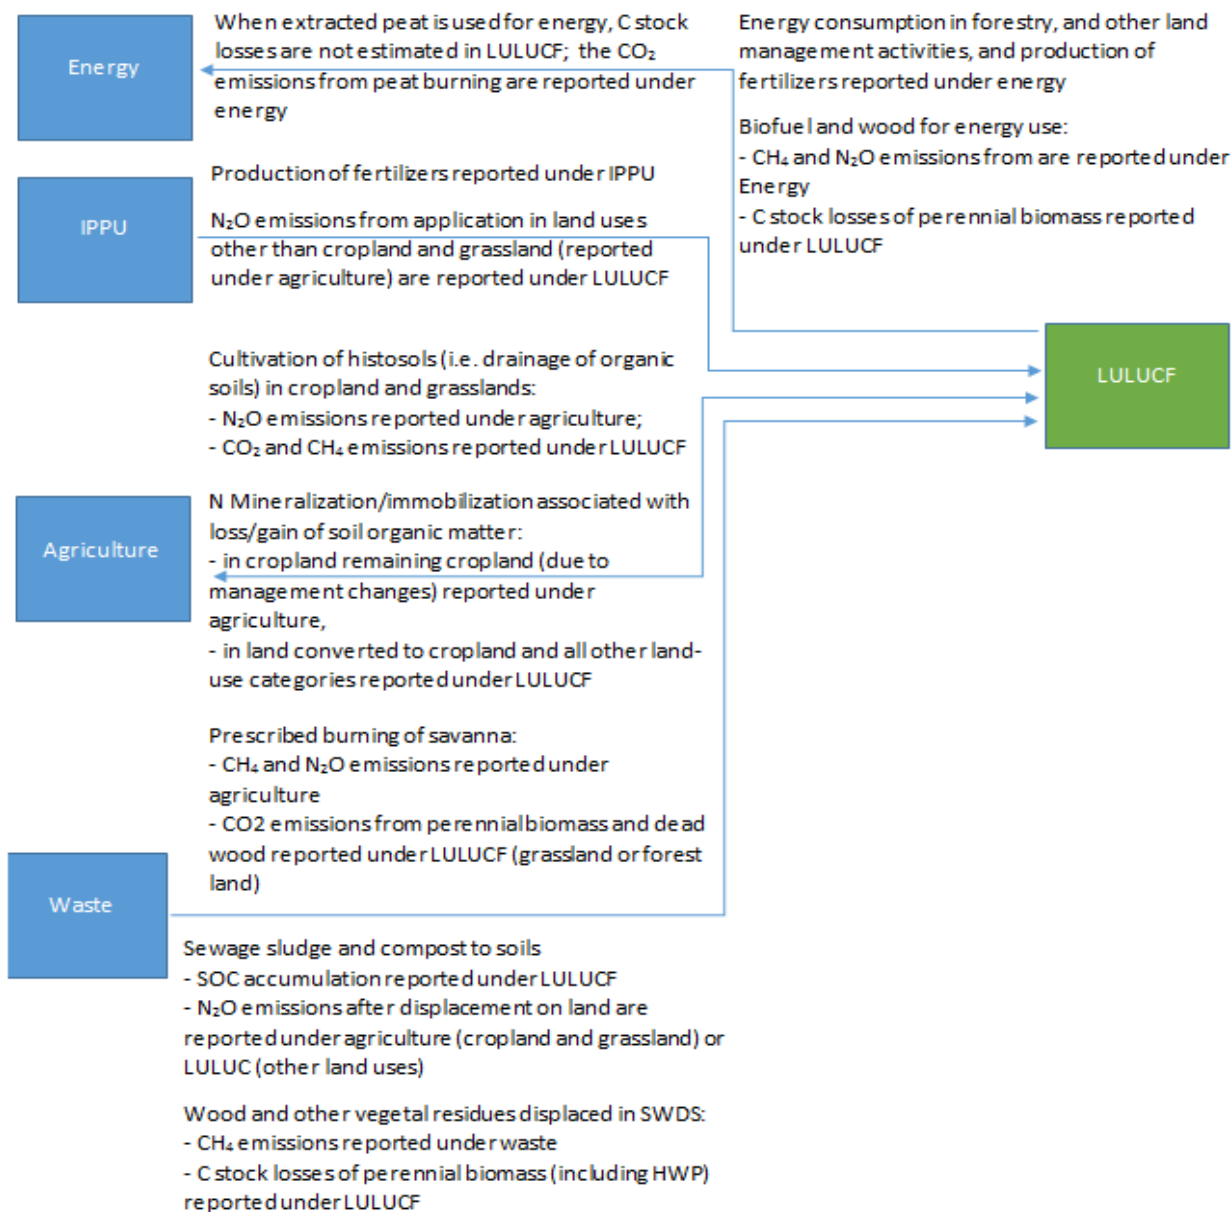 Energy
When extracted peat is used for energy, C stock
losses are not estimated in LULUCF; the CO₂
emissions from peat burning are reported under
energy
Energy consumption in forestry, and other land
management activities, and production of
fertilizers reported under energy
Biofuel and wood for energy use:
- CH₄ and N₂O emissions from are reported under
Energy
- C stock losses of perennial biomass reported
under LULUCF
IPPU
Production of fertilizers reported under IPPU
N₂O emissions from application in land uses
other than cropland and grassland (reported
under agriculture) are reported under LULUCF
LULUCF
Cultivation of histosols (i.e. drainage of organic
soils) in cropland and grasslands:
- N₂O emissions reported under agriculture;
- CO₂ and CH₄ emissions reported under LULUCF
Agriculture
N Mineralization/immobilization associated with
loss/gain of soil organic matter:
- in cropland remaining cropland (due to
management changes) reported under
agriculture,
- in land converted to cropland and all other land-
use categories reported under LULUCF
Prescribed burning of savanna:
- CH₄ and N₂O emissions reported under
agriculture
- CO2 emissions from perennial biomass and dead
wood reported under LULUCF (grassland or forest
land)
Waste
Sewage sludge and compost to soils
- SOC accumulation reported under LULUCF
- N₂O emissions after displacement on land are
reported under agriculture (cropland and grassland) or
LULUC (other land uses)
Wood and other vegetal residues displaced in SWDS:
- CH₄ emissions reported under waste
- C stock losses of perennial biomass (including HWP)
reported under LULUCF